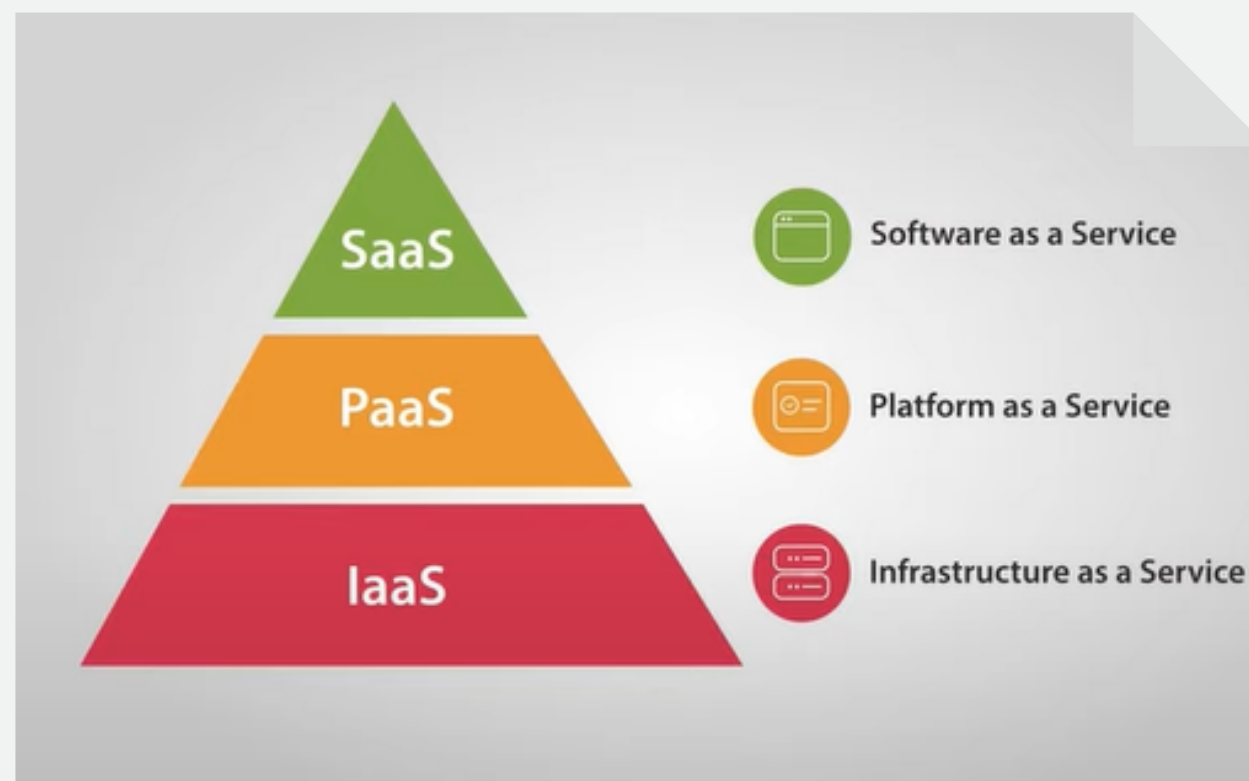 SaaS
Software as a Service
PaaS
Platform as a Service
IaaS
Infrastructure as a Service